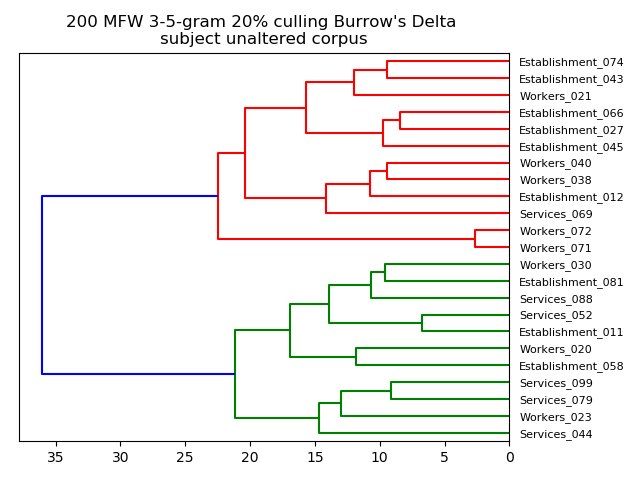 200 MFW 3-5-gram 20% culling Burrow's Delta
subject unaltered corpus
Establishment_074
Establishment_043
Workers_021
Establishment_066
Establishment_027
Establishment_045
Workers_040
Workers_038
Establishment_012
Services_069
Workers_072
Workers_071
Workers_030
Establishment_081
Services_088
Services_052
Establishment_011
Workers_020
Establishment_058
Services_099
Services_079
Workers_023
Services_044
35 30 25 20 15 10 5 0